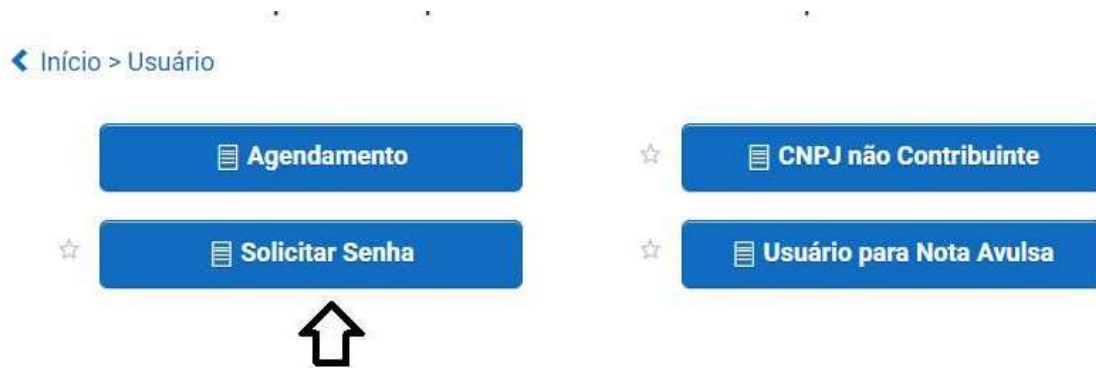 Início > Usuário
Agendamento
CNPJ não Contribuinte
Solicitar Senha
Usuário para Nota Avulsa